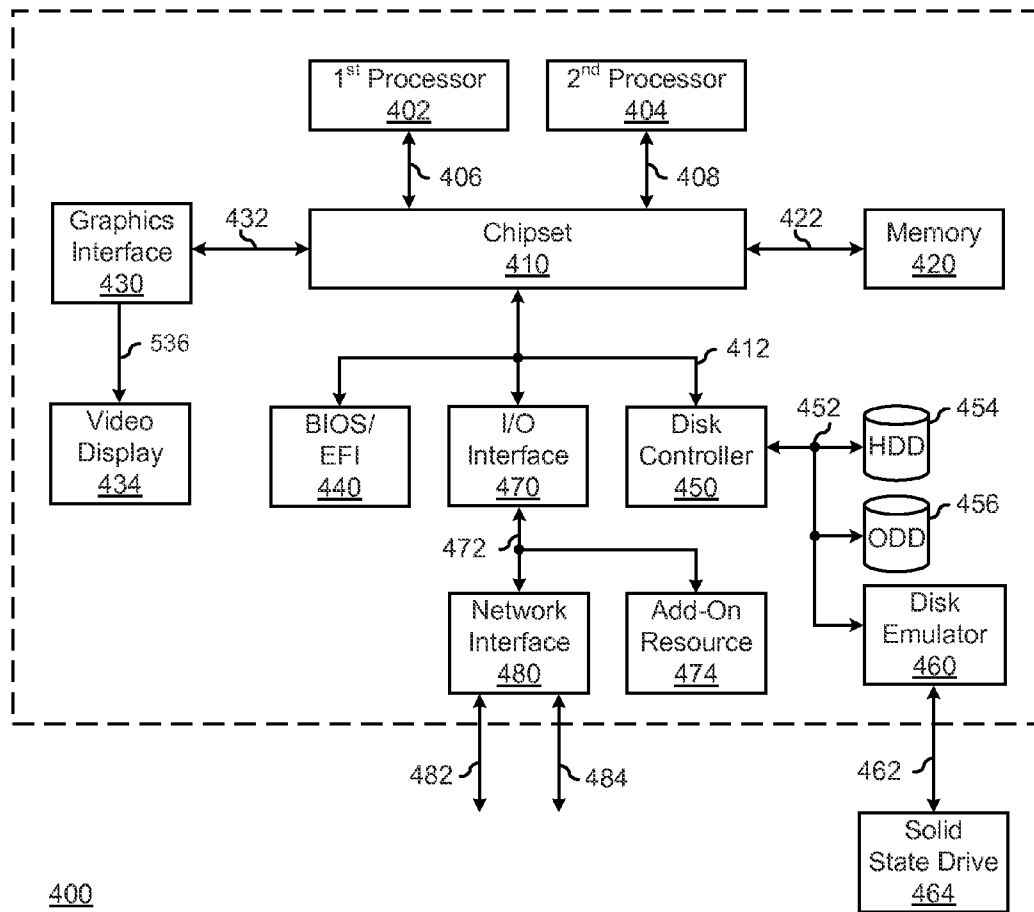 1st Processor
402
2nd Processor
404
406
408
Graphics
Interface
430
432
Chipset
410
422
Memory
420
536
412
Video
Display
434
BIOS/
EFI
440
I/O
Interface
470
Disk
Controller
450
452
HDD
454
ODD
456
472
Network
Interface
480
Add-On
Resource
474
Disk
Emulator
460
482
484
462
Solid
State Drive
464
400